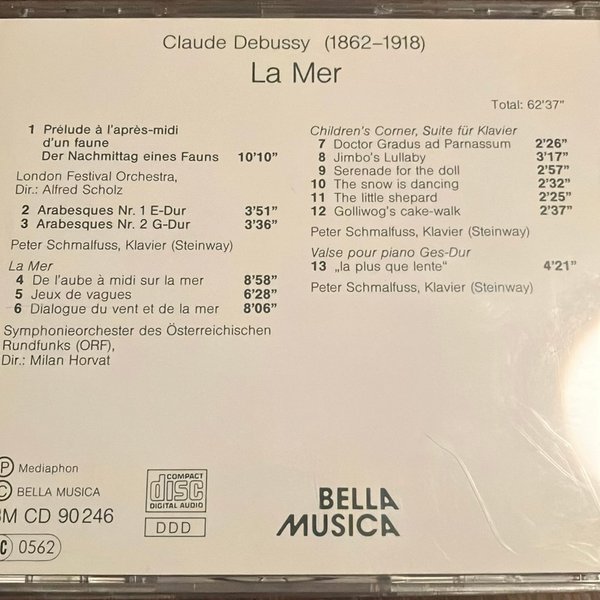 Claude Debussy (1862–1918)
La Mer
Total: 62'37"
1 Prélude à l'après-midi
d'un faune
Der Nachmittag eines Fauns 10'10"
London Festival Orchestra,
Dir.: Alfred Scholz
2 Arabesques Nr. 1 E-Dur 3'51"
3 Arabesques Nr. 2 G-Dur 3'36"
Peter Schmalfuss, Klavier (Steinway)
La Mer
4 De l'aube à midi sur la mer 8'58"
5 Jeux de vagues 6'28"
6 Dialogue du vent et de la mer 8'06"
Symphonieorchester des Österreichischen
Rundfunks (ORF),
Dir.: Milan Horvat
Children's Corner, Suite für Klavier
7 Doctor Gradus ad Parnassum 2'26"
8 Jimbo's Lullaby 3'17"
9 Serenade for the doll 2'57"
10 The snow is dancing 2'32"
11 The little shepard 2'25"
12 Golliwog's cake-walk 2'37"
Peter Schmalfuss, Klavier (Steinway)
Valse pour piano Ges-Dur
13 „la plus que lente" 4'21"
Peter Schmalfuss, Klavier (Steinway)
Ⓟ Mediaphon
Ⓒ BELLA MUSICA
BM CD 90246
LC 0562
COMPACT
disc
DIGITAL AUDIO
DDD
BELLA
MUSICA